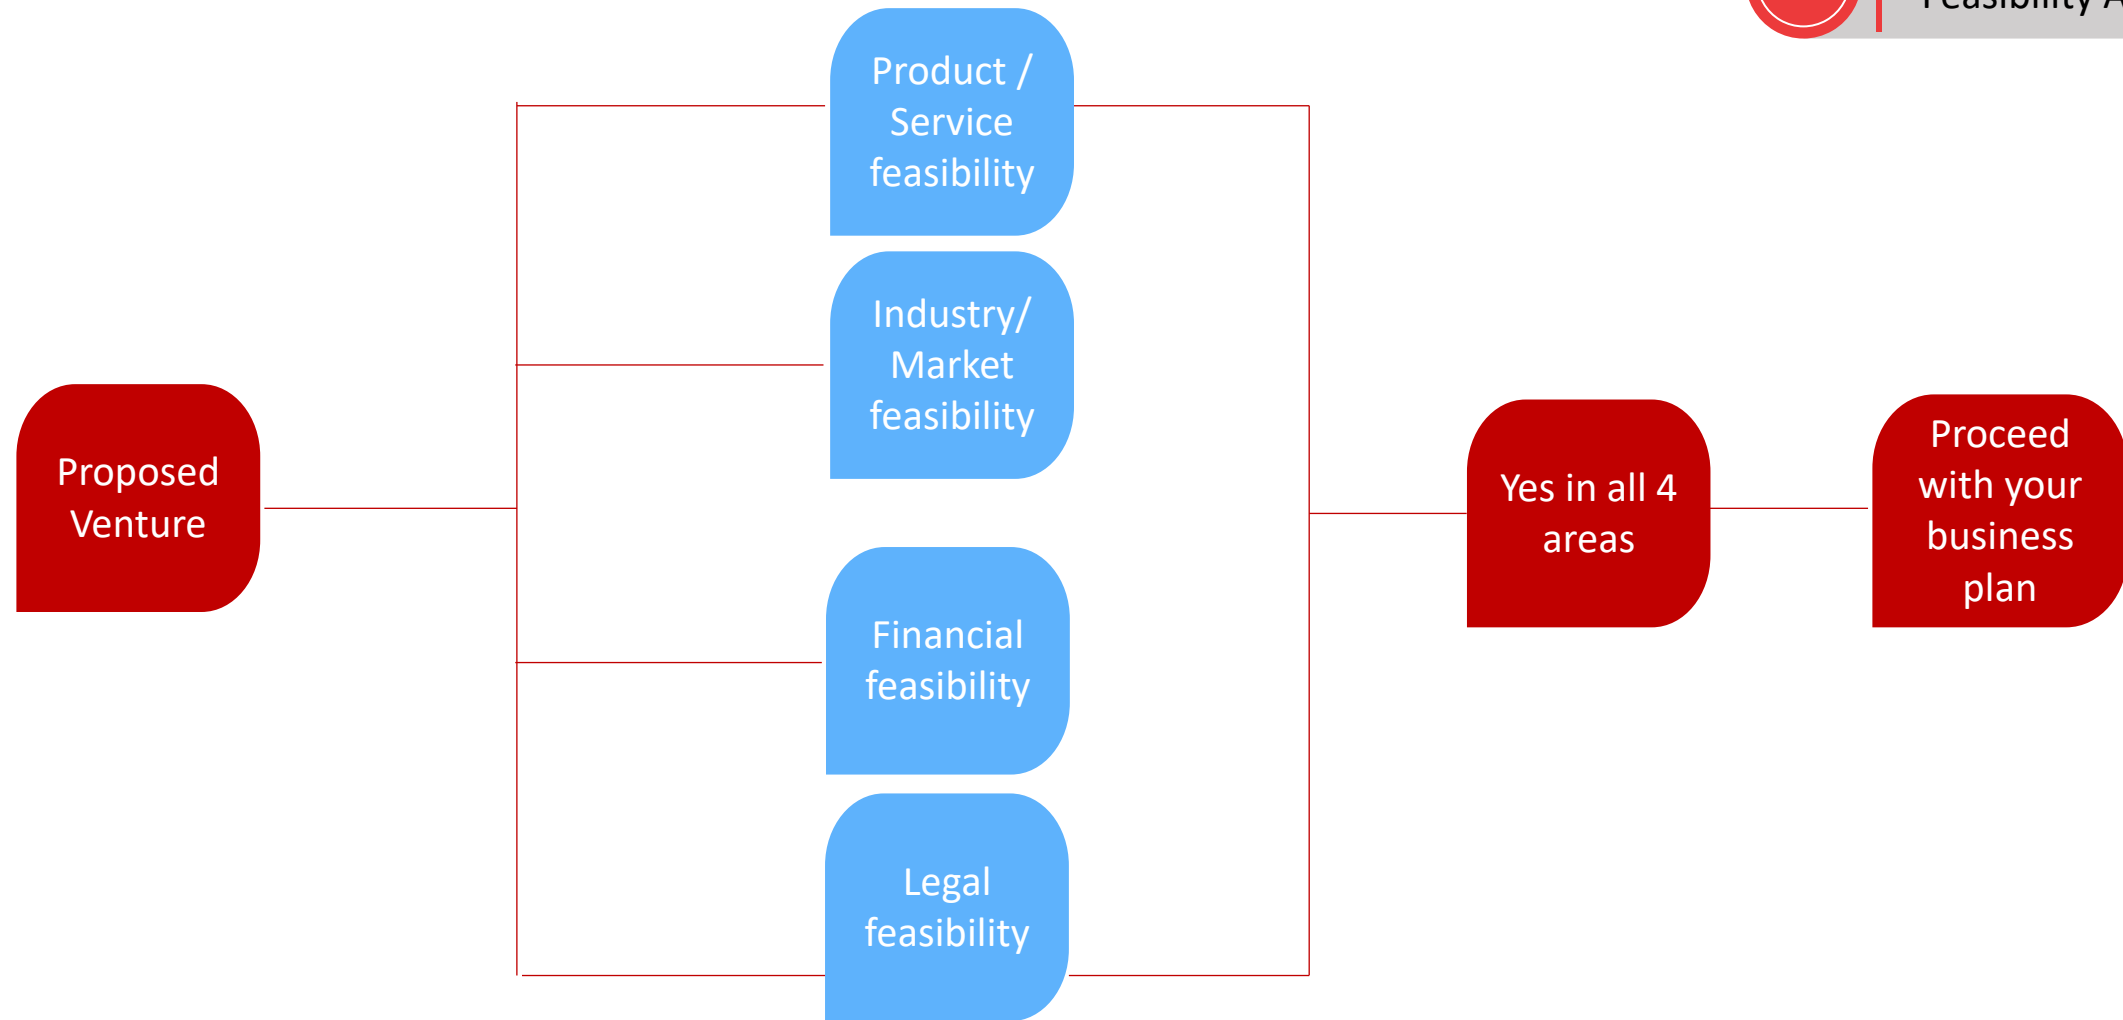 Feasibility A
Product /
Service
feasibility
Industry/
Market
feasibility
Proposed
Venture
Yes in all 4
areas
Proceed
with your
business
plan
Financial
feasibility
Legal
feasibility